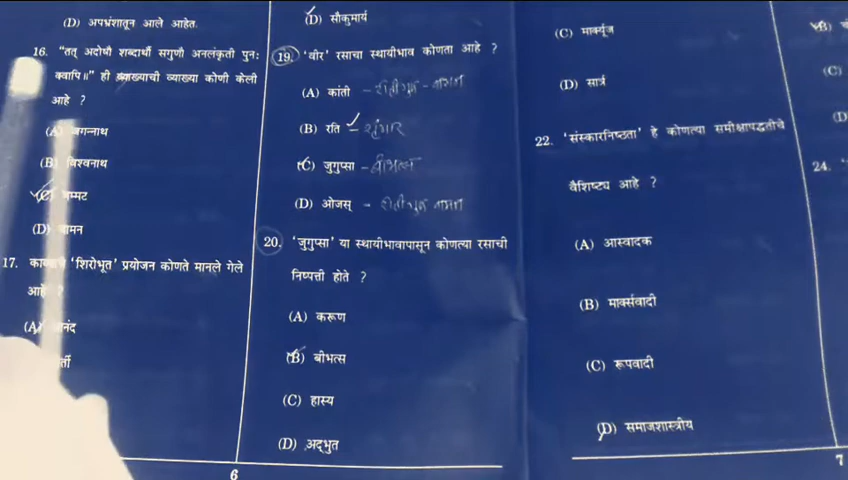 (D) अपभ्रंशातून आले आहेत.
16. “तत् अदोषौ शब्दार्थौ सगुणौ अनलंकृती पुनः
क्वापि॥” ही व्याख्याची व्याख्या कोणी केली
आहे ?
(A) जगन्नाथ
(B) विश्वनाथ
(C) मम्मट
(D) वामन
17. ‘शिरोभूत’ प्रयोजन कोणते मानले गेले
आहे ?
(A)
6
(D) सौकुमार्य
19. ‘वीर’ रसाचा स्थायीभाव कोणता आहे ?
(A) कांती –
(B) रति – शृंगार
(C) जुगुप्सा – बीभत्स
(D) ओजस् –
20. ‘जुगुप्सा’ या स्थायीभावापासून कोणत्या रसाची
निष्पत्ती होते ?
(A) करूण
(B) बीभत्स
(C) हास्य
(D) अद्भुत
(C) मार्क्यूज
(D) सार्त्र
22. ‘संस्कारनिष्ठता’ हे कोणत्या समीक्षापद्धतीचे
वैशिष्ट्य आहे ?
(A) आस्वादक
(B) मार्क्सवादी
(C) रूपवादी
(D) समाजशास्त्रीय
7
(B)
(C)
(D)
24.